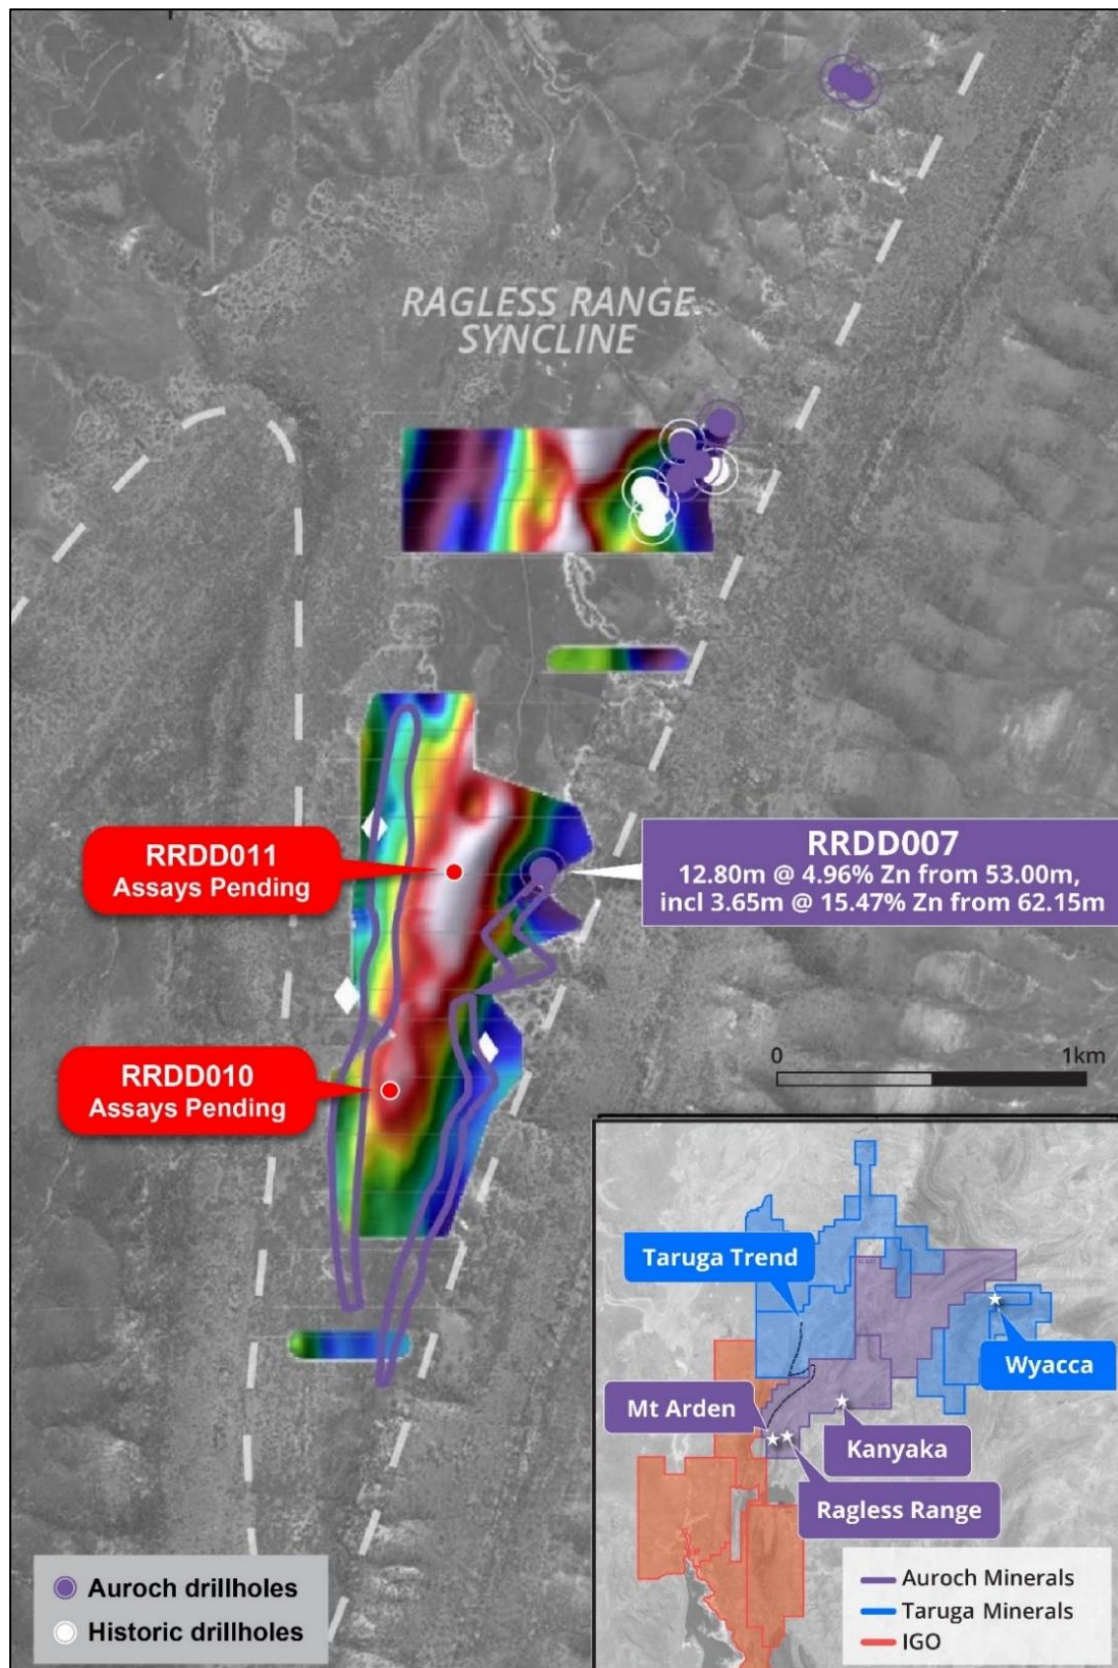 RAGLESS RANGE
SYNCLINE
RRDD011
Assays Pending
RRDD007
12.80m @ 4.96% Zn from 53.00m,
incl 3.65m @ 15.47% Zn from 62.15m
RRDD010
Assays Pending
0 1km
Taruga Trend
Wyacca
Mt Arden
Kanyaka
Ragless Range
Auroch drillholes
Historic drillholes
Auroch Minerals
Taruga Minerals
IGO